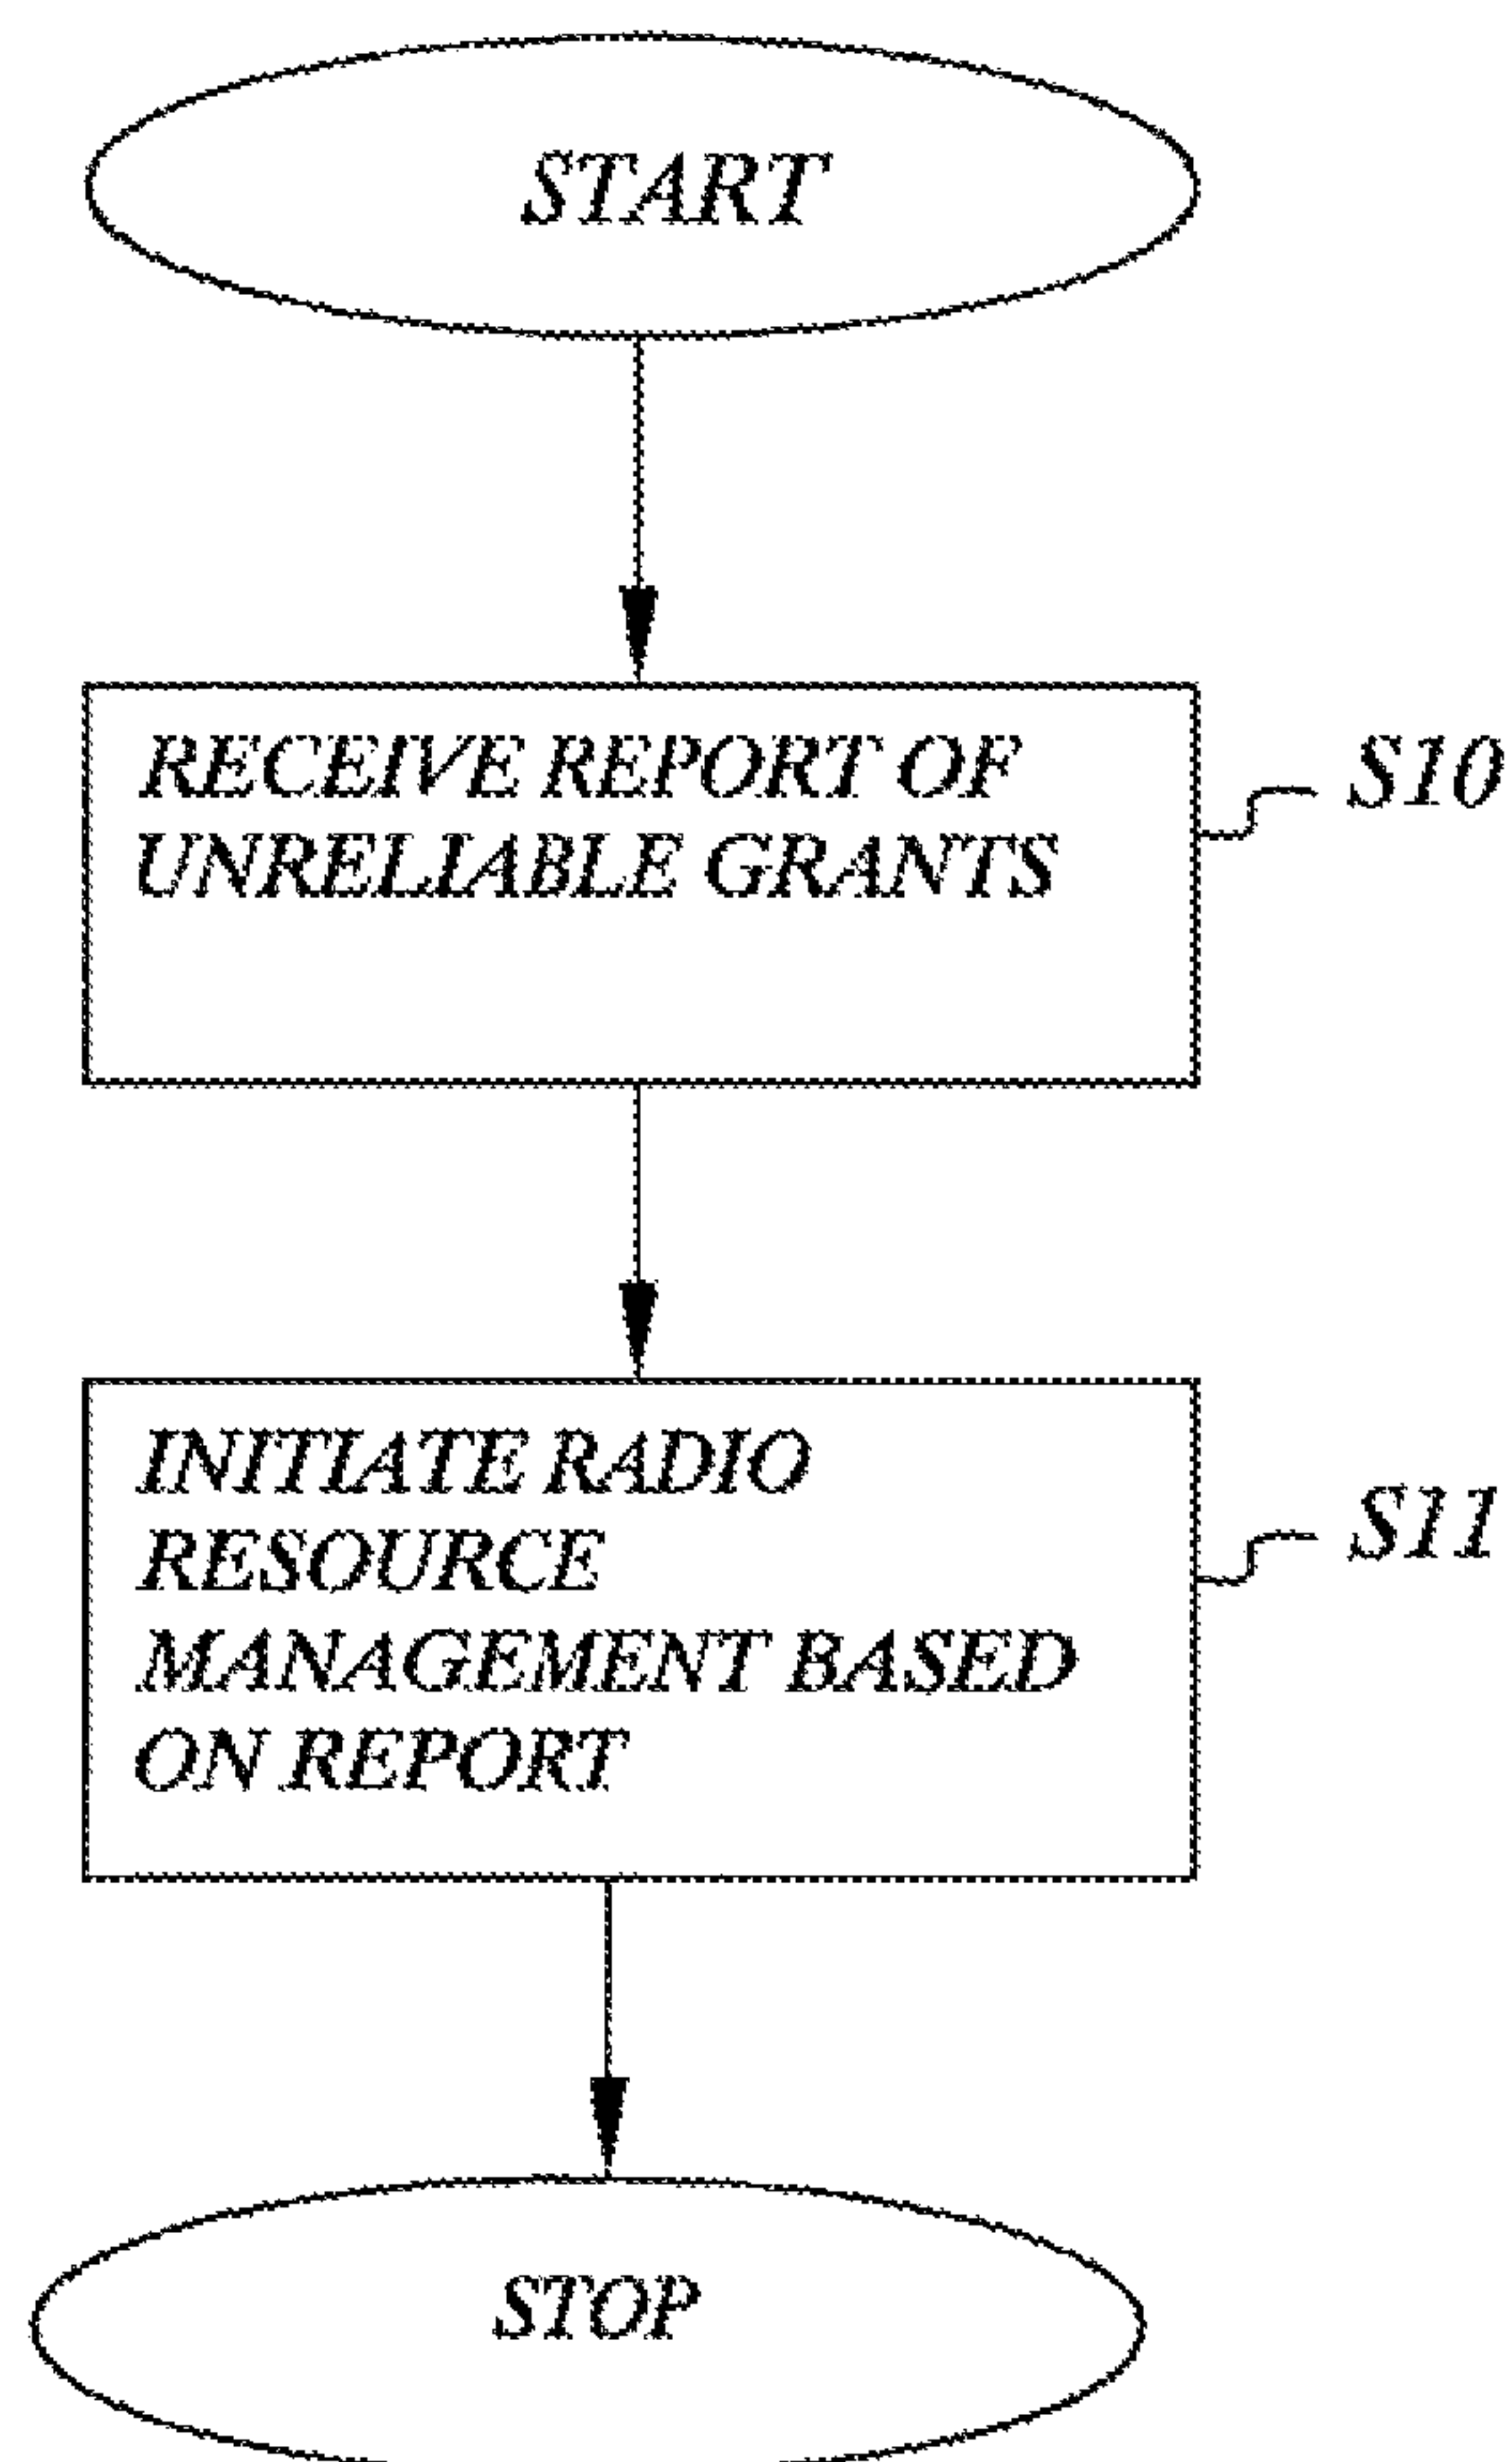 START
RECEIVE REPORT OF
UNRELIABLE GRANTS
S10
INITIATE RADIO
RESOURCE
MANAGEMENT BASED
ON REPORT
S11
STOP